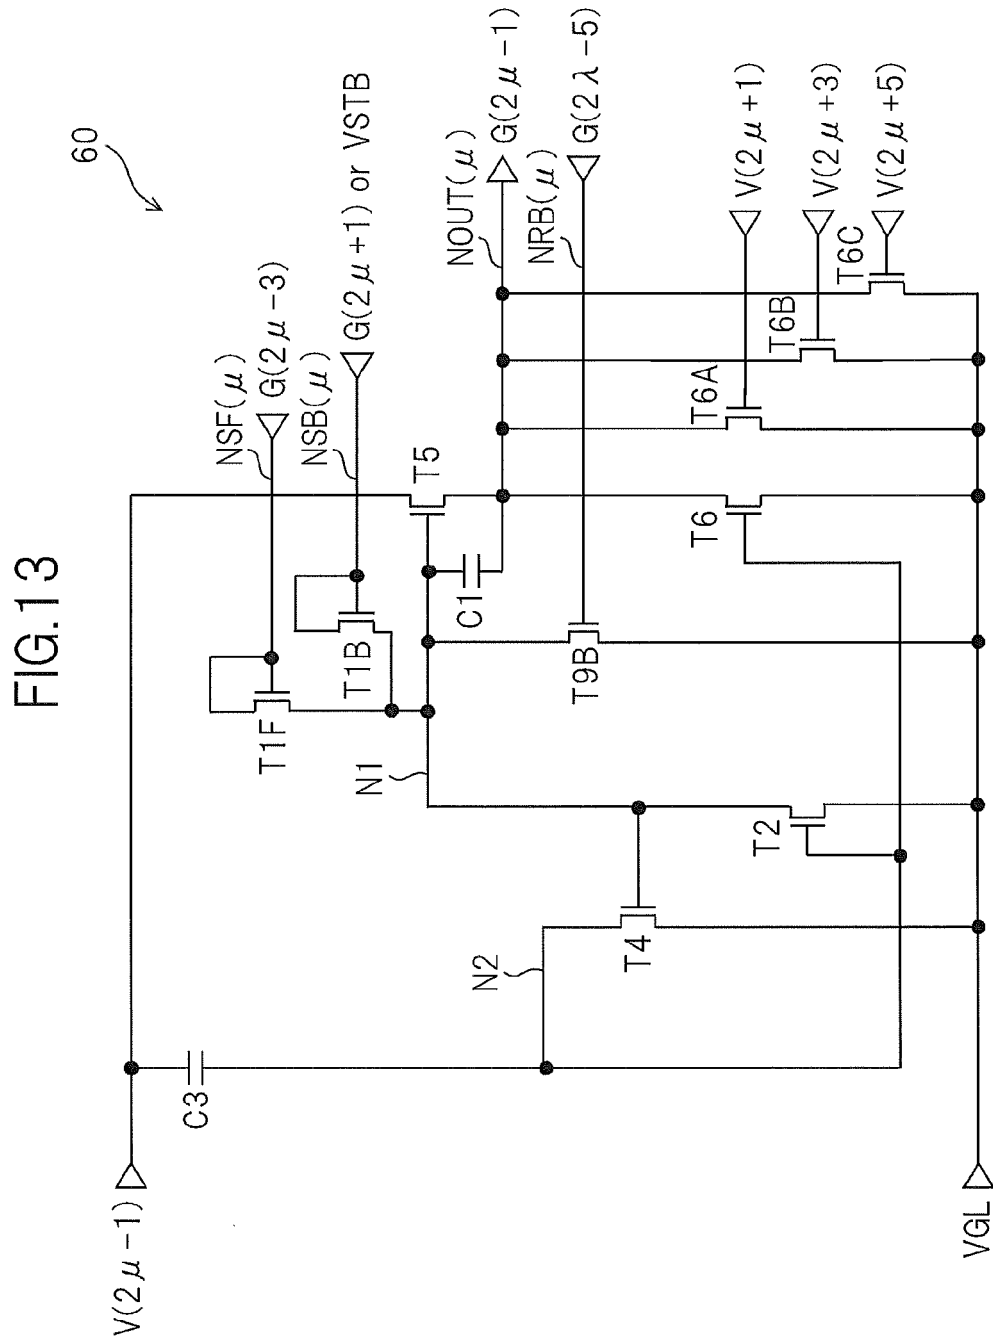 FIG.13
60
V(2μ-1)
C3
NSF(μ)
G(2μ-3)
NSB(μ)
G(2μ+1) or VSTB
T1F
T1B
T5
NOUT(μ)
G(2μ-1)
N1
C1
NRB(μ)
G(2λ-5)
N2
T9B
T4
T2
T6
T6A
T6B
T6C
V(2μ+1)
V(2μ+3)
V(2μ+5)
VGL